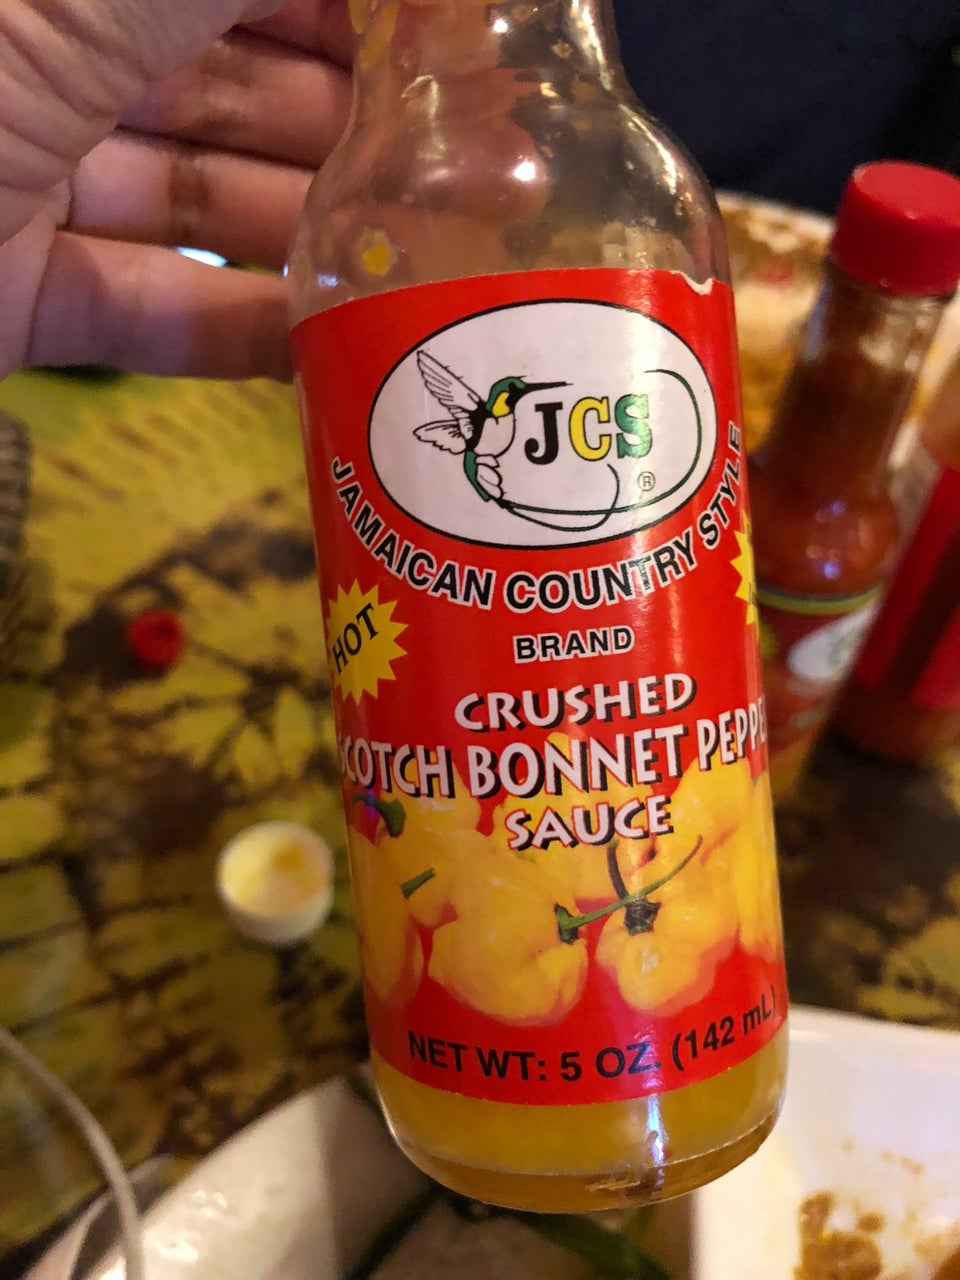 JCS
®
JAMAICAN COUNTRY STYLE
HOT
BRAND
CRUSHED
SCOTCH BONNET PEPPE
SAUCE
NET WT: 5 OZ. (142 mL)